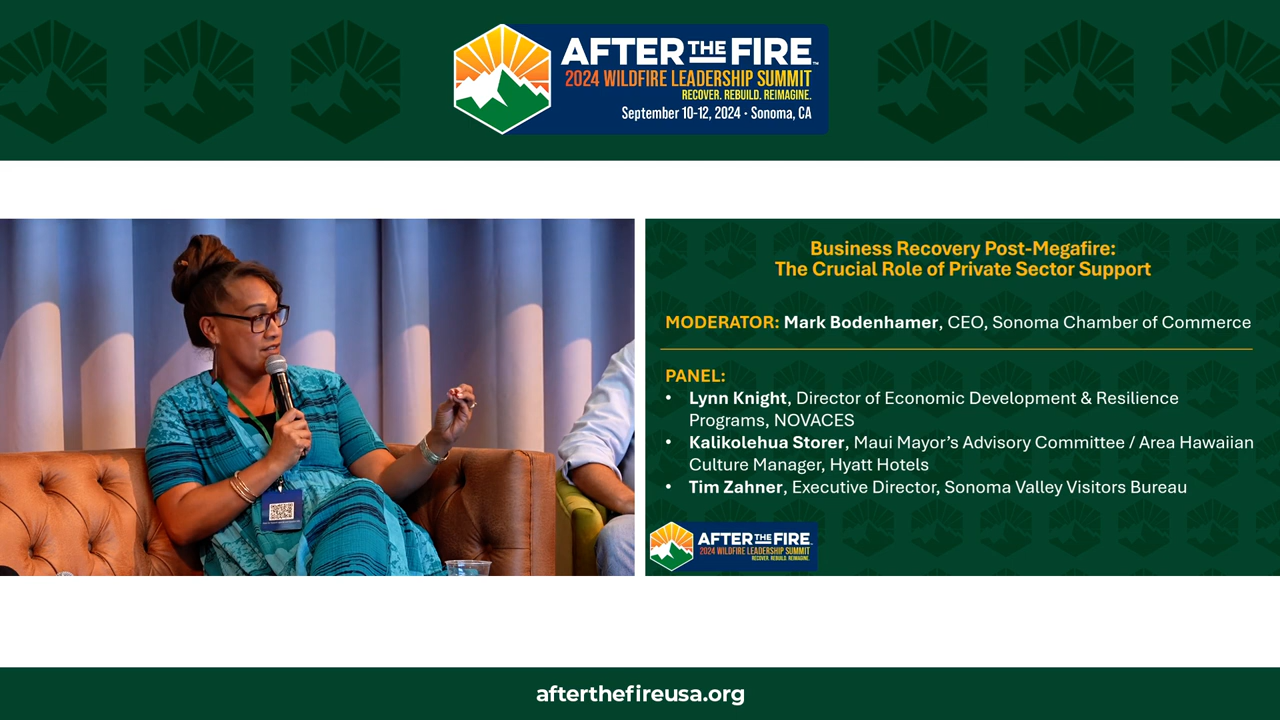 AFTER THE FIRE™
2024 WILDFIRE LEADERSHIP SUMMIT
RECOVER. REBUILD. REIMAGINE.
September 10-12, 2024 · Sonoma, CA
Business Recovery Post-Megafire:
The Crucial Role of Private Sector Support
MODERATOR: Mark Bodenhamer, CEO, Sonoma Chamber of Commerce
PANEL:
• Lynn Knight, Director of Economic Development & Resilience
Programs, NOVACES
• Kalikolehua Storer, Maui Mayor’s Advisory Committee / Area Hawaiian
Culture Manager, Hyatt Hotels
• Tim Zahner, Executive Director, Sonoma Valley Visitors Bureau
AFTER THE FIRE
2024 WILDFIRE LEADERSHIP SUMMIT
RECOVER. REBUILD. REIMAGINE.
afterthefireusa.org